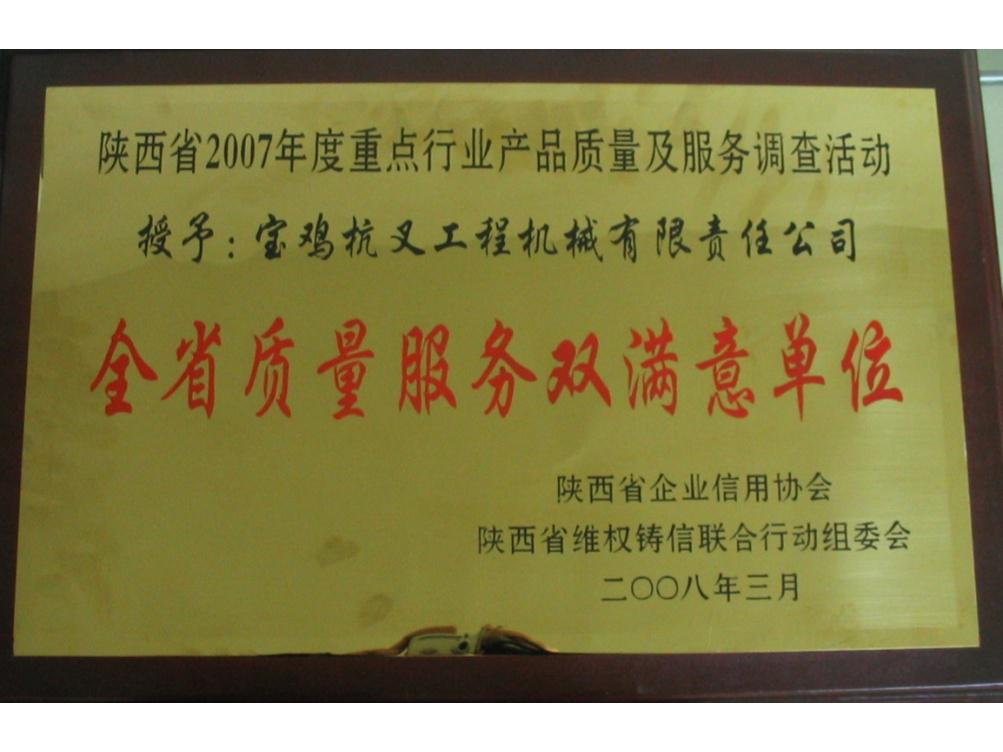 陕西省2007年度重点行业产品质量及服务调查活动
授予：宝鸡杭叉工程机械有限责任公司
全省质量服务双满意单位
陕西省企业信用协会
陕西省维权铸信联合行动组委会
二〇〇八年三月